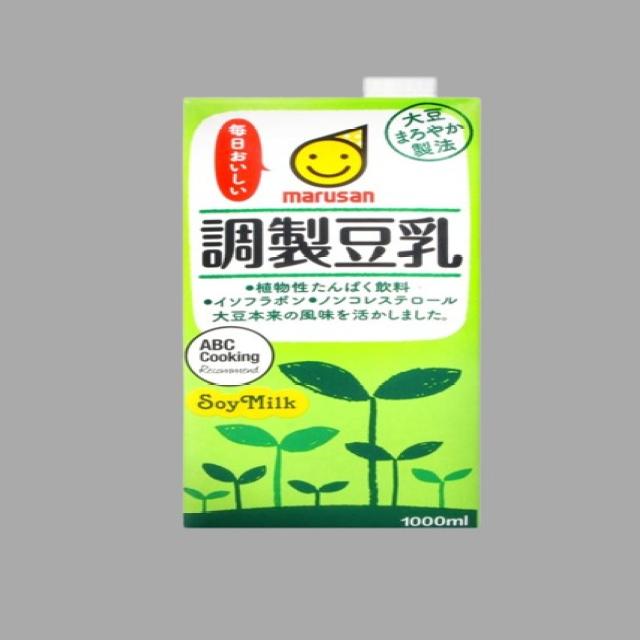 大豆
まろやか
製法
毎日おいしい
marusan
調製豆乳
●植物性たんぱく飲料
●イソフラボン●ノンコレステロール
大豆本来の風味を活かしました。
ABC
Cooking
Recommend
Soy Milk
1000ml